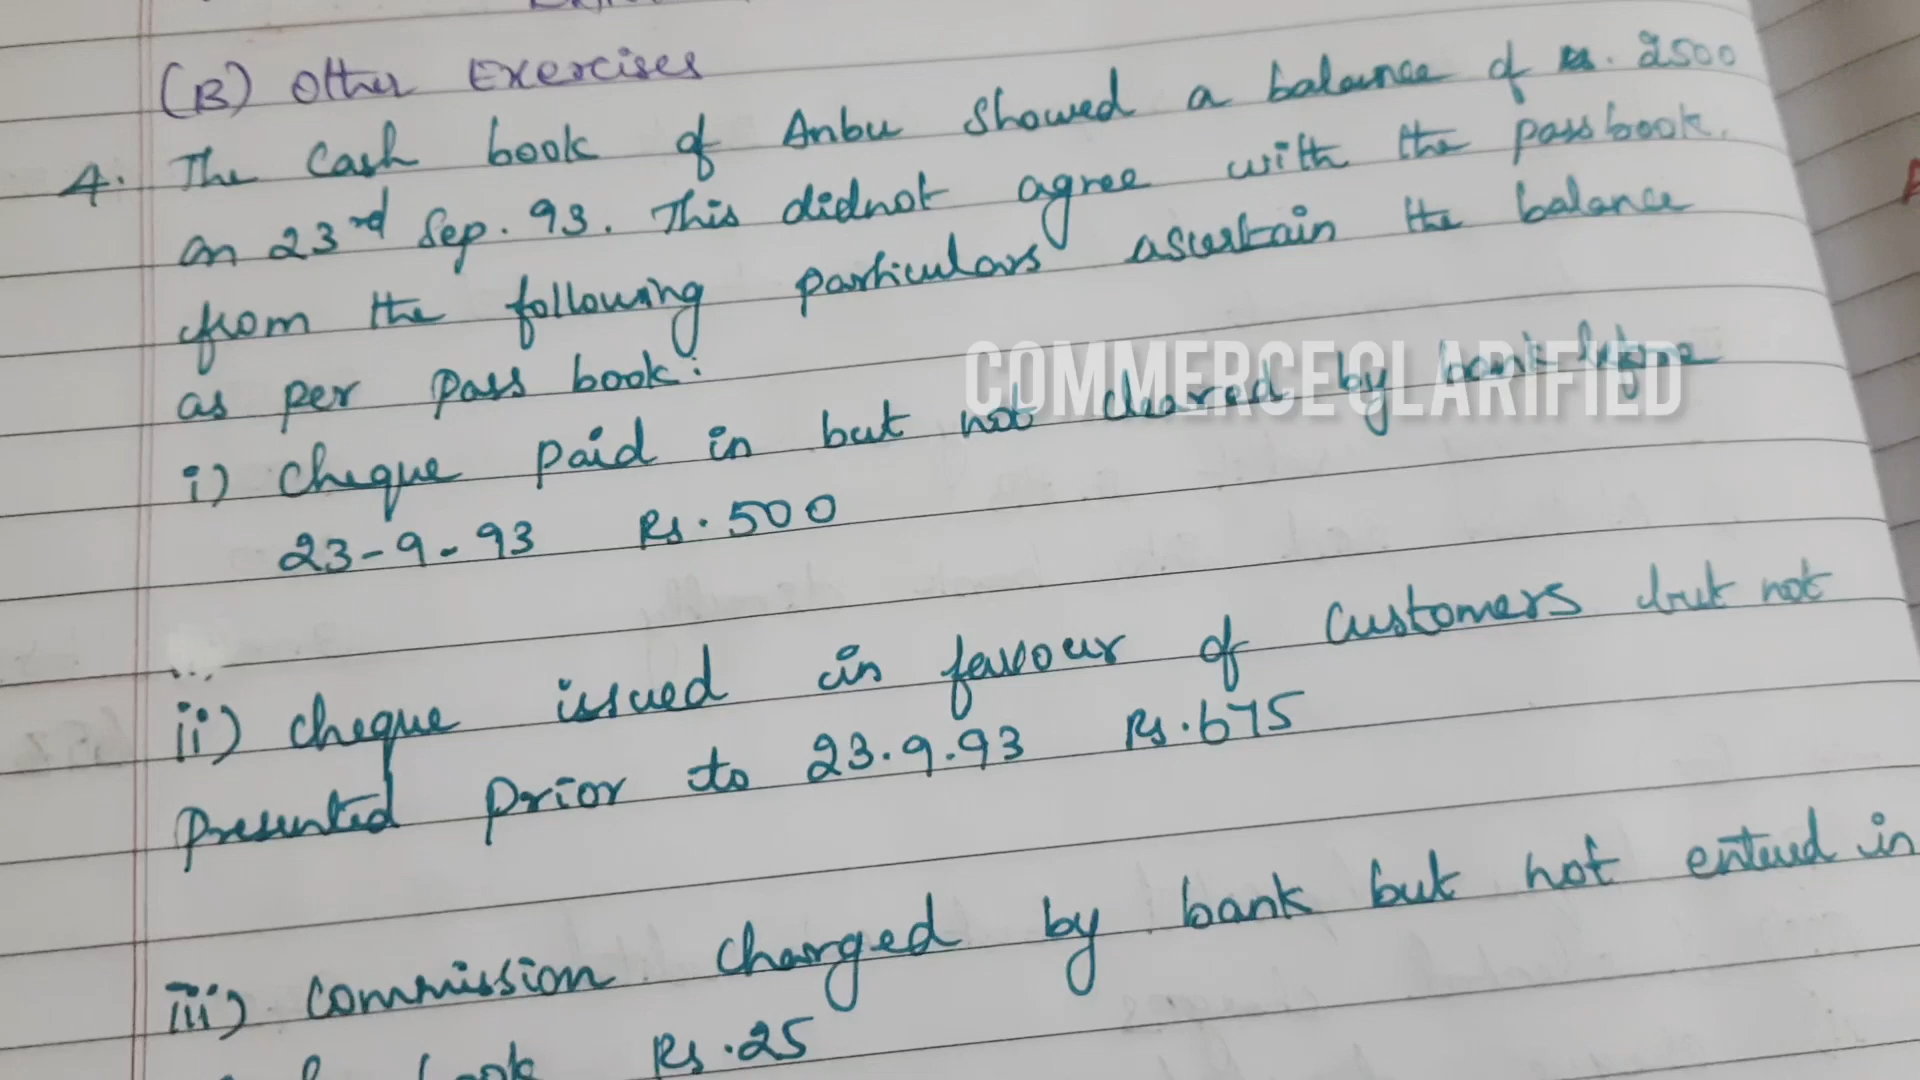 (B) Other Exercises
4. The Cash book of Anbu showed a balance of Rs. 2500
on 23rd Sep. 93. This didnot agree with the passbook.
from the following particulars ascertain the balance
as per Pass book:
COMMERCE CLARIFIED
i) Cheque paid in but not cleared by bank before
23-9-93 Rs. 500
ii) Cheque issued in favour of Customers but not
presented prior to 23.9.93 Rs. 675
iii) Commission charged by bank but not entered in
book Rs. 25